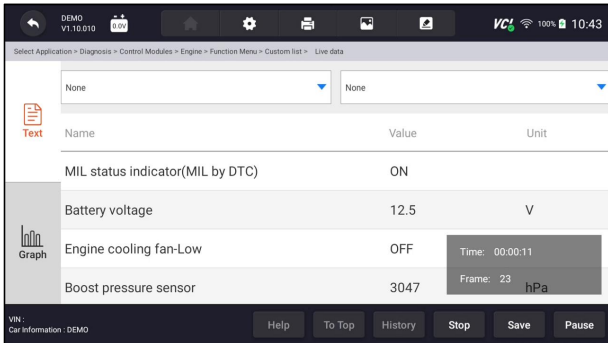 DEMO
V1.10.010
0.0V
VCI
100%
10:43
Select Application > Diagnosis > Control Modules > Engine > Function Menu > Custom list > Live data
None
None
Text
Name Value Unit
MIL status indicator(MIL by DTC) ON
Battery voltage 12.5 V
Graph
Engine cooling fan-Low OFF
Time: 00:00:11
Frame: 23
Boost pressure sensor 3047 hPa
VIN :
Car Information : DEMO
Help To Top History Stop Save Pause